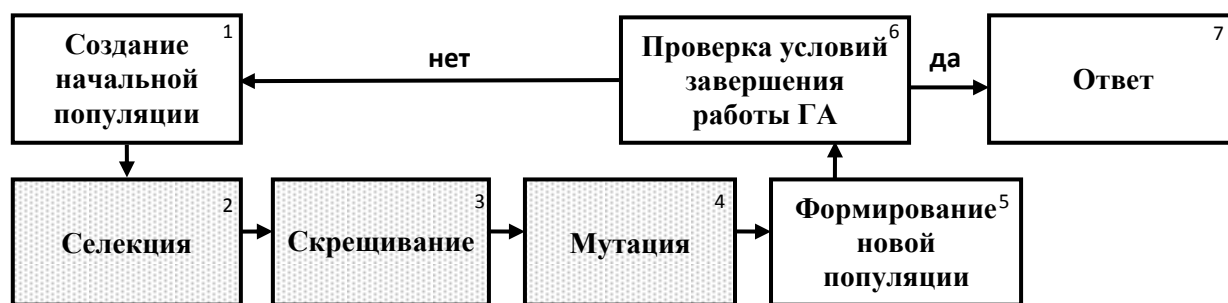 Создание
начальной
популяции
1
нет
Проверка условий
завершения
работы ГА
6
да
Ответ
7
Селекция
2
Скрещивание
3
Мутация
4
Формирование
новой
популяции
5